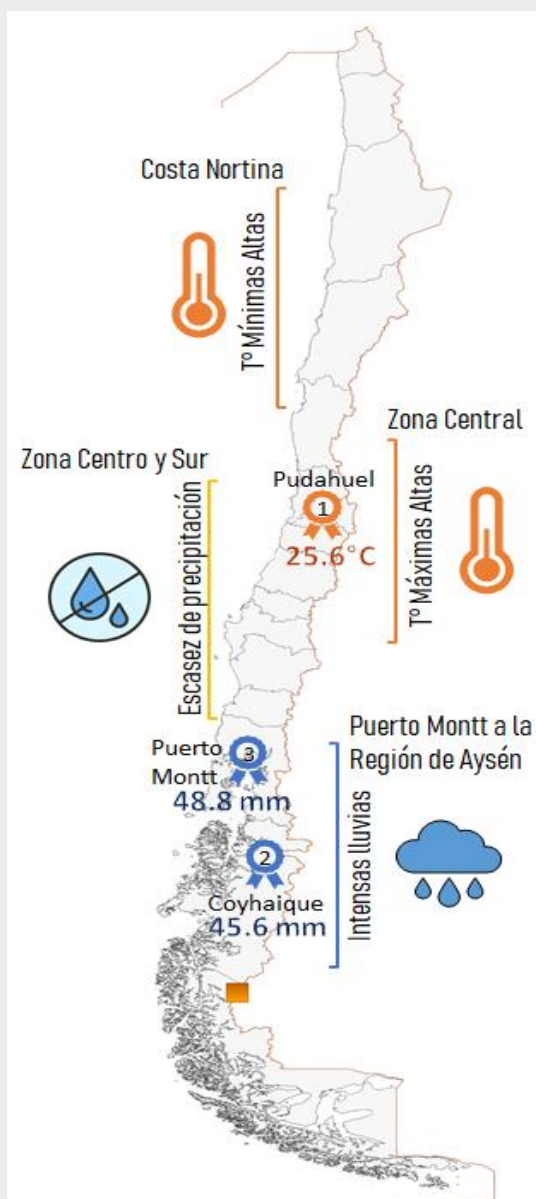 Costa Nortina
Tº Mínimas Altas
Zona Central
Pudahuel
1
25.6°C
Tº Máximas Altas
Zona Centro y Sur
Escasez de precipitación
Puerto Montt a la
Región de Aysén
Puerto
Montt
3
48.8 mm
Intensas lluvias
2
Coyhaique
45.6 mm